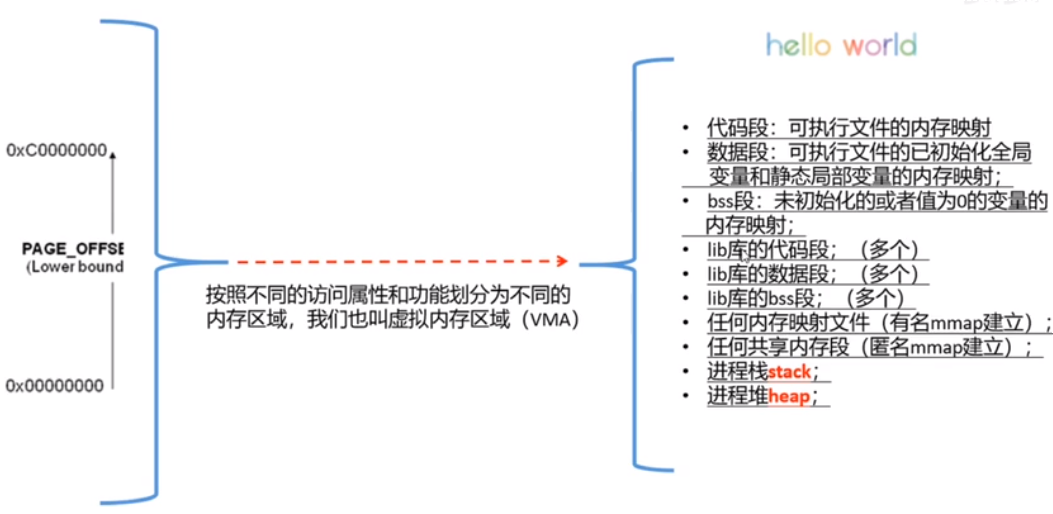 hello world
0xC0000000
PAGE_OFFSE
(Lower bound
0x00000000
按照不同的访问属性和功能划分为不同的
内存区域，我们也叫虚拟内存区域（VMA）
• 代码段：可执行文件的内存映射
• 数据段：可执行文件的已初始化全局
变量和静态局部变量的内存映射；
• bss段：未初始化的或者值为0的变量的
内存映射；
• lib库的代码段；（多个）
• lib库的数据段；（多个）
• lib库的bss段；（多个）
• 任何内存映射文件（有名mmap建立）；
• 任何共享内存段（匿名mmap建立）；
• 进程栈stack；
• 进程堆heap；